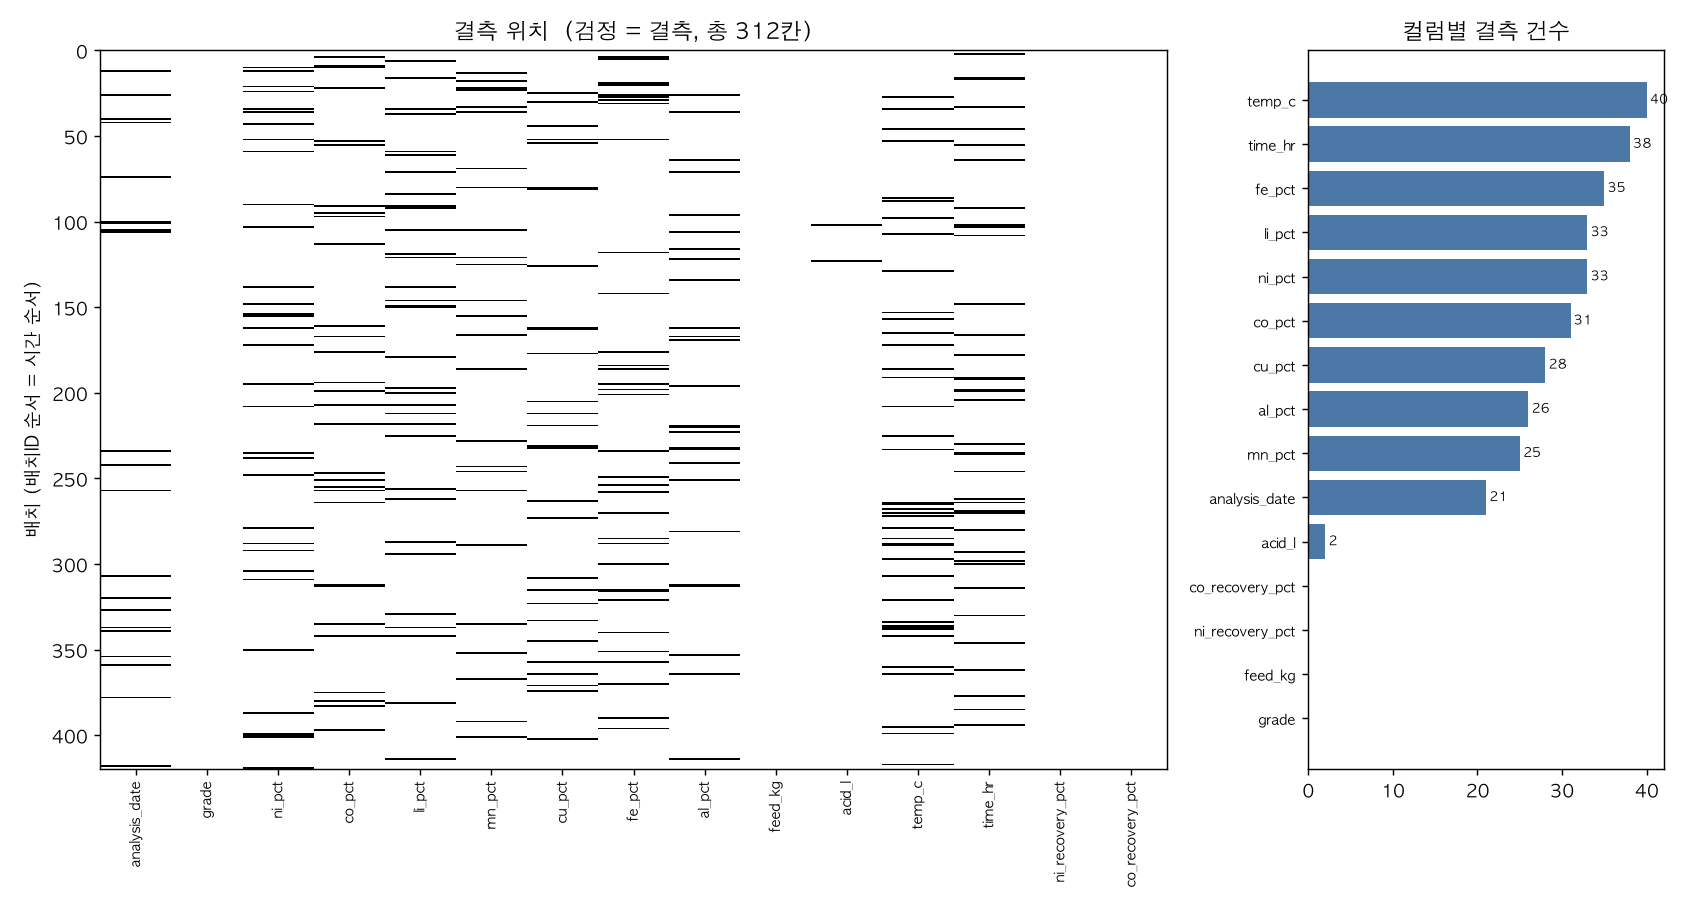 결측 위치  (검정 = 결측, 총 312칸)
배치 (배치ID 순서 = 시간 순서)
0
50
100
150
200
250
300
350
400
analysis_date
grade
ni_pct
co_pct
li_pct
mn_pct
cu_pct
fe_pct
al_pct
feed_kg
acid_l
temp_c
time_hr
ni_recovery_pct
co_recovery_pct
컬럼별 결측 건수
temp_c 40
time_hr 38
fe_pct 35
li_pct 33
ni_pct 33
co_pct 31
cu_pct 28
al_pct 26
mn_pct 25
analysis_date 21
acid_l 2
co_recovery_pct
ni_recovery_pct
feed_kg
grade
0 10 20 30 40